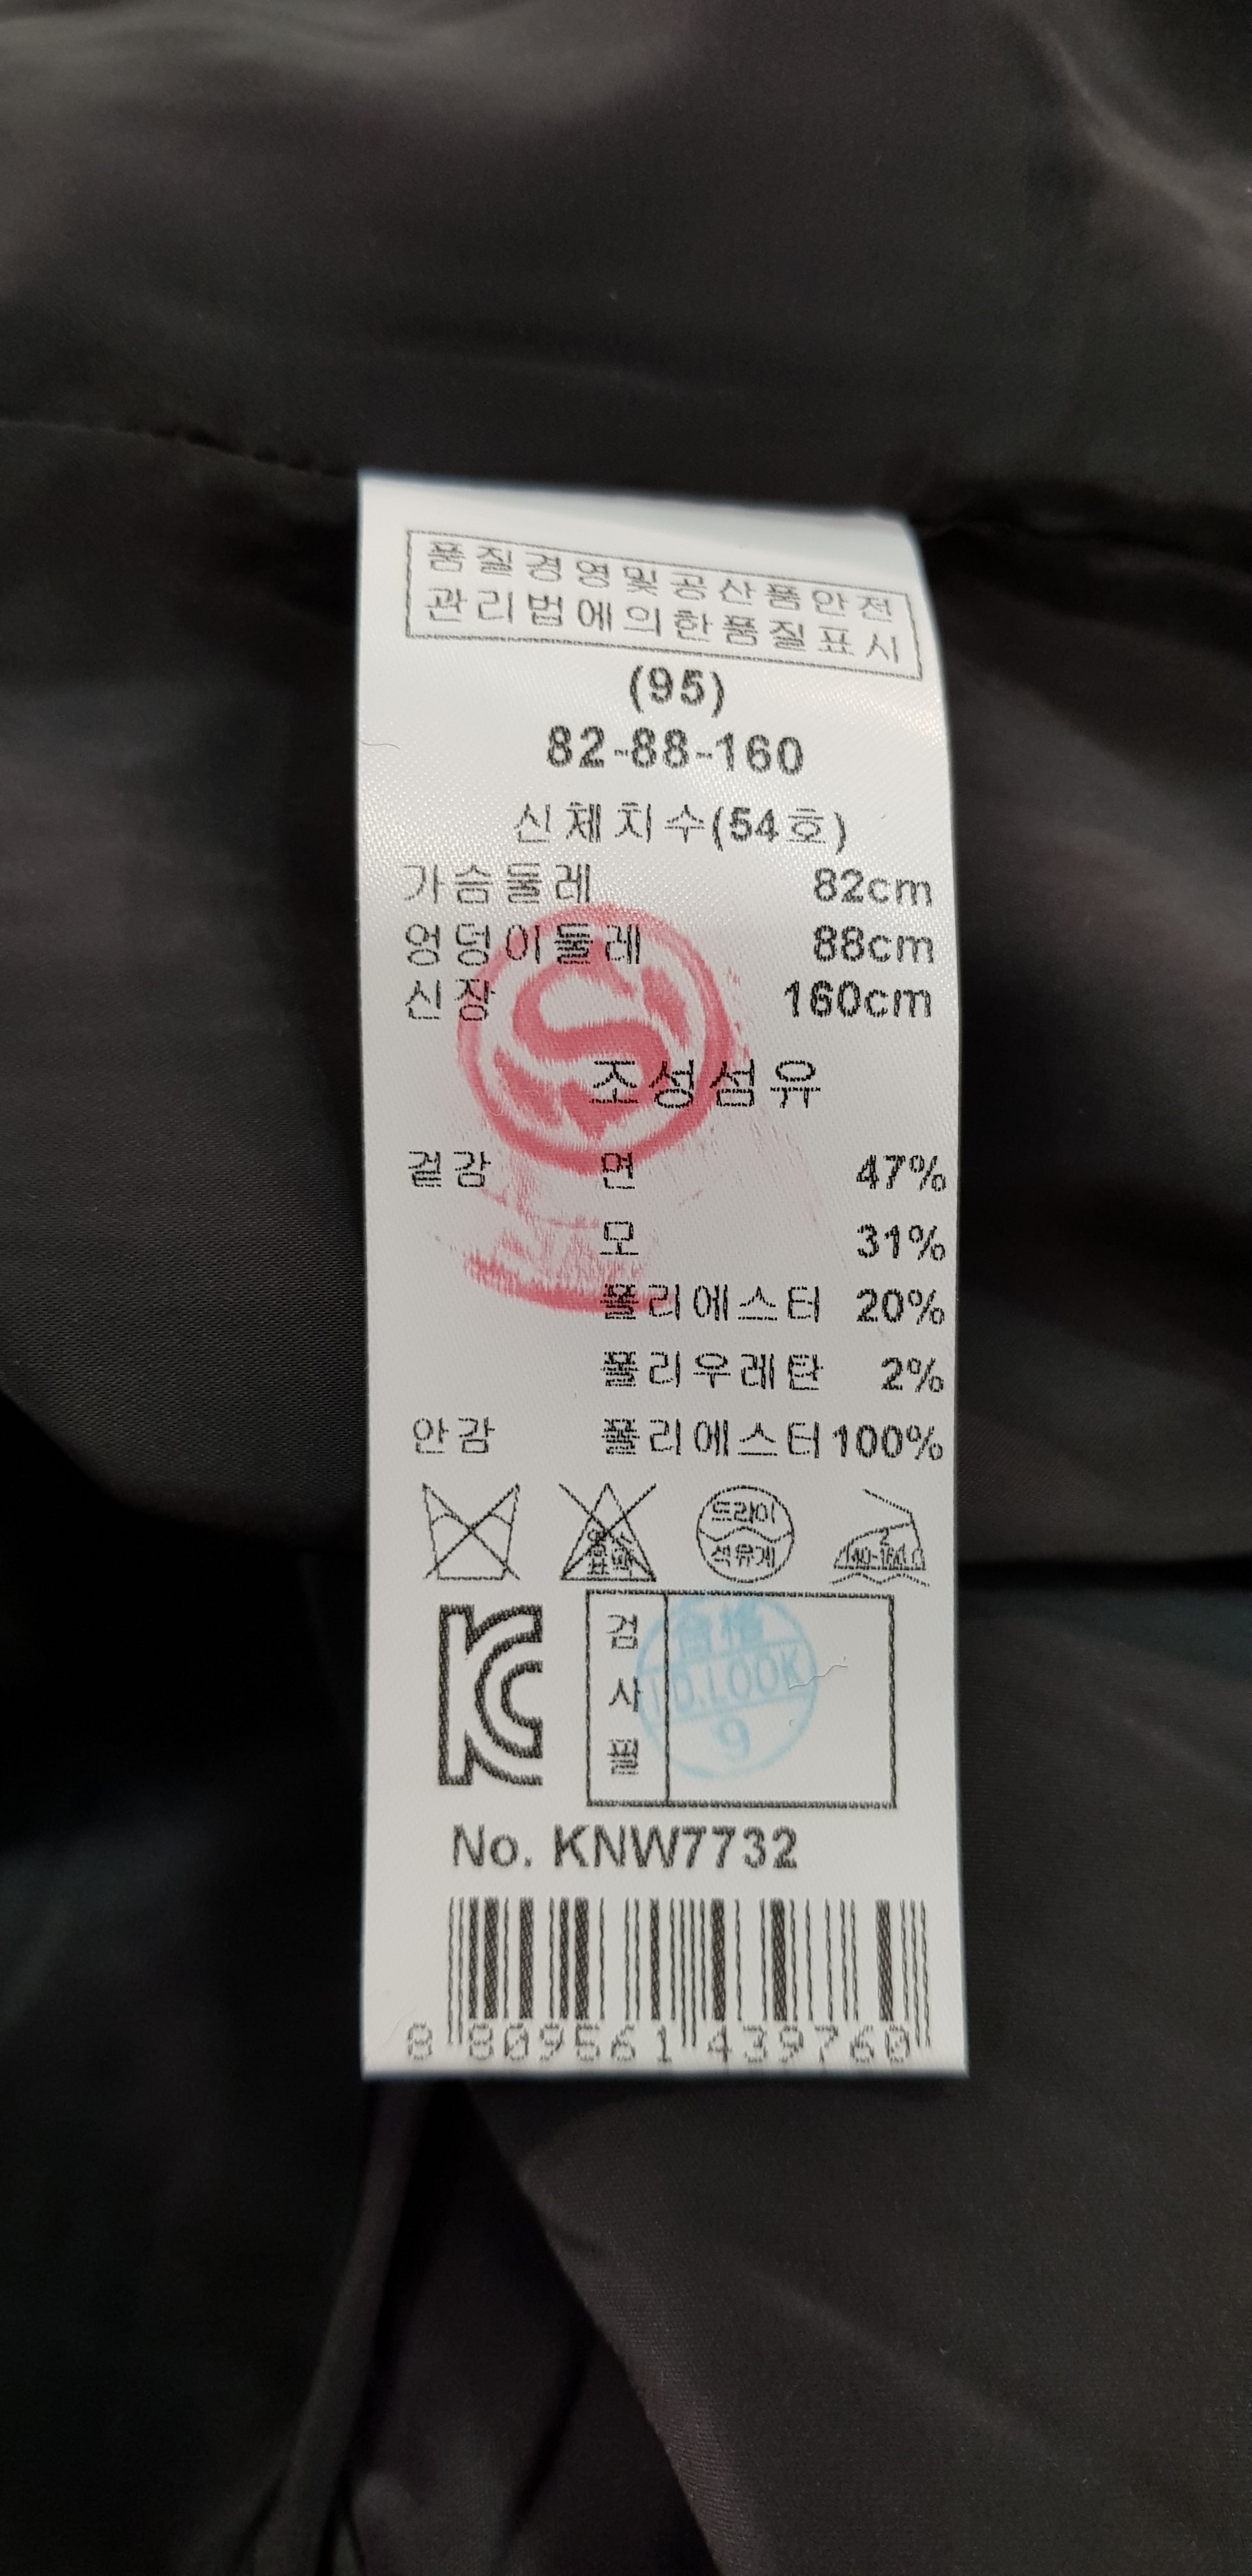 품질경영및공산품안전
관리법에의한품질표시
(95)
82-88-160
신체치수(54호)
가슴둘레 82cm
엉덩이둘레 88cm
신장 160cm
조성섬유
겉감 면 47%
모 31%
폴리에스터 20%
폴리우레탄 2%
안감 폴리에스터 100%
드라이
석유계
2
검사필
合格
I.D.LOOK
9
No. KNW7732
8 809561 439760